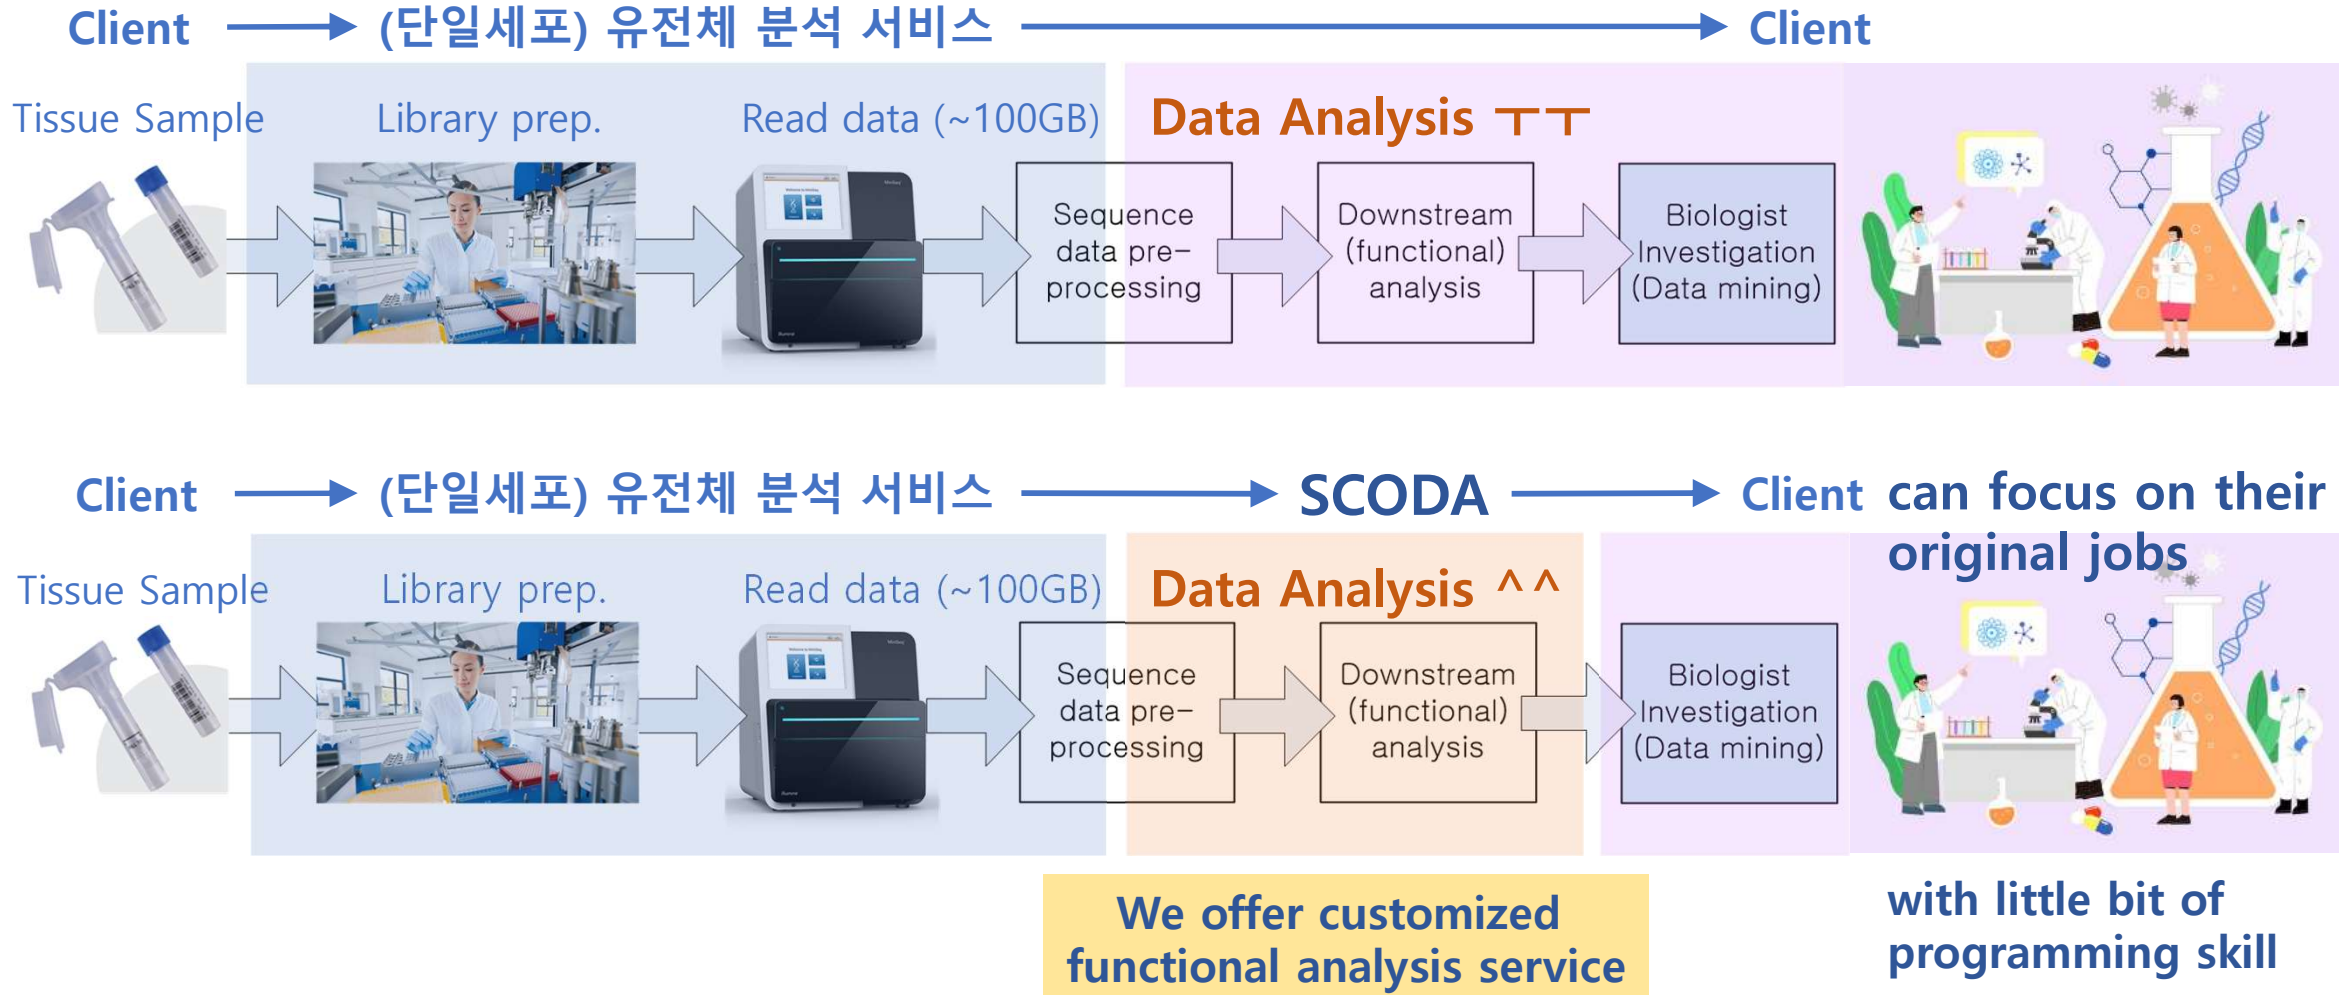 Client (단일세포) 유전체 분석 서비스 Client
Tissue Sample Library prep. Read data (~100GB) Data Analysis ㅜㅜ
Sequence
data pre-
processing
Downstream
(functional)
analysis
Biologist
Investigation
(Data mining)
Client (단일세포) 유전체 분석 서비스 SCODA Client can focus on their
original jobs
Tissue Sample Library prep. Read data (~100GB) Data Analysis ^^
Sequence
data pre-
processing
Downstream
(functional)
analysis
Biologist
Investigation
(Data mining)
We offer customized
functional analysis service
with little bit of
programming skill